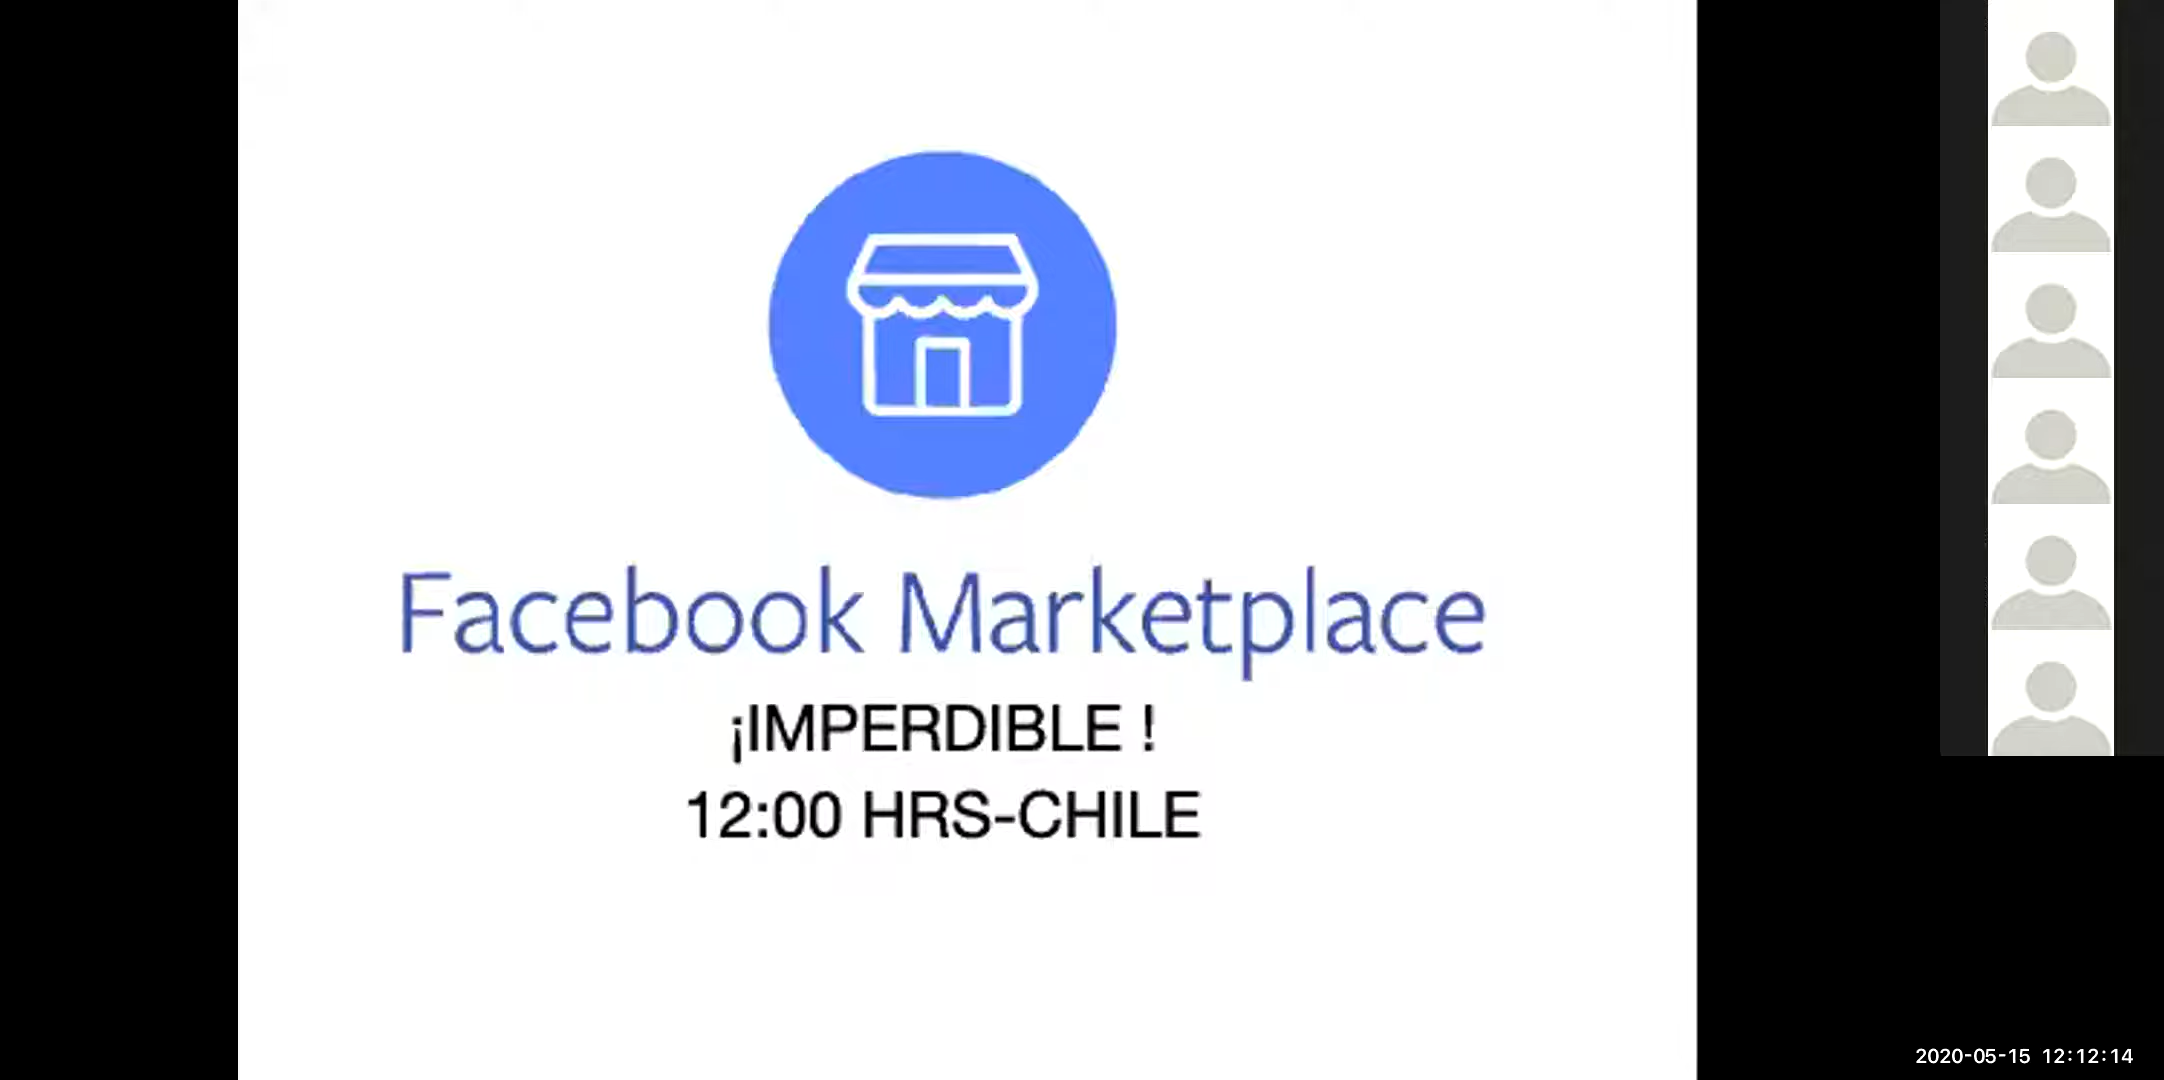 Facebook Marketplace
¡IMPERDIBLE !
12:00 HRS-CHILE
2020-05-15 12:12:14